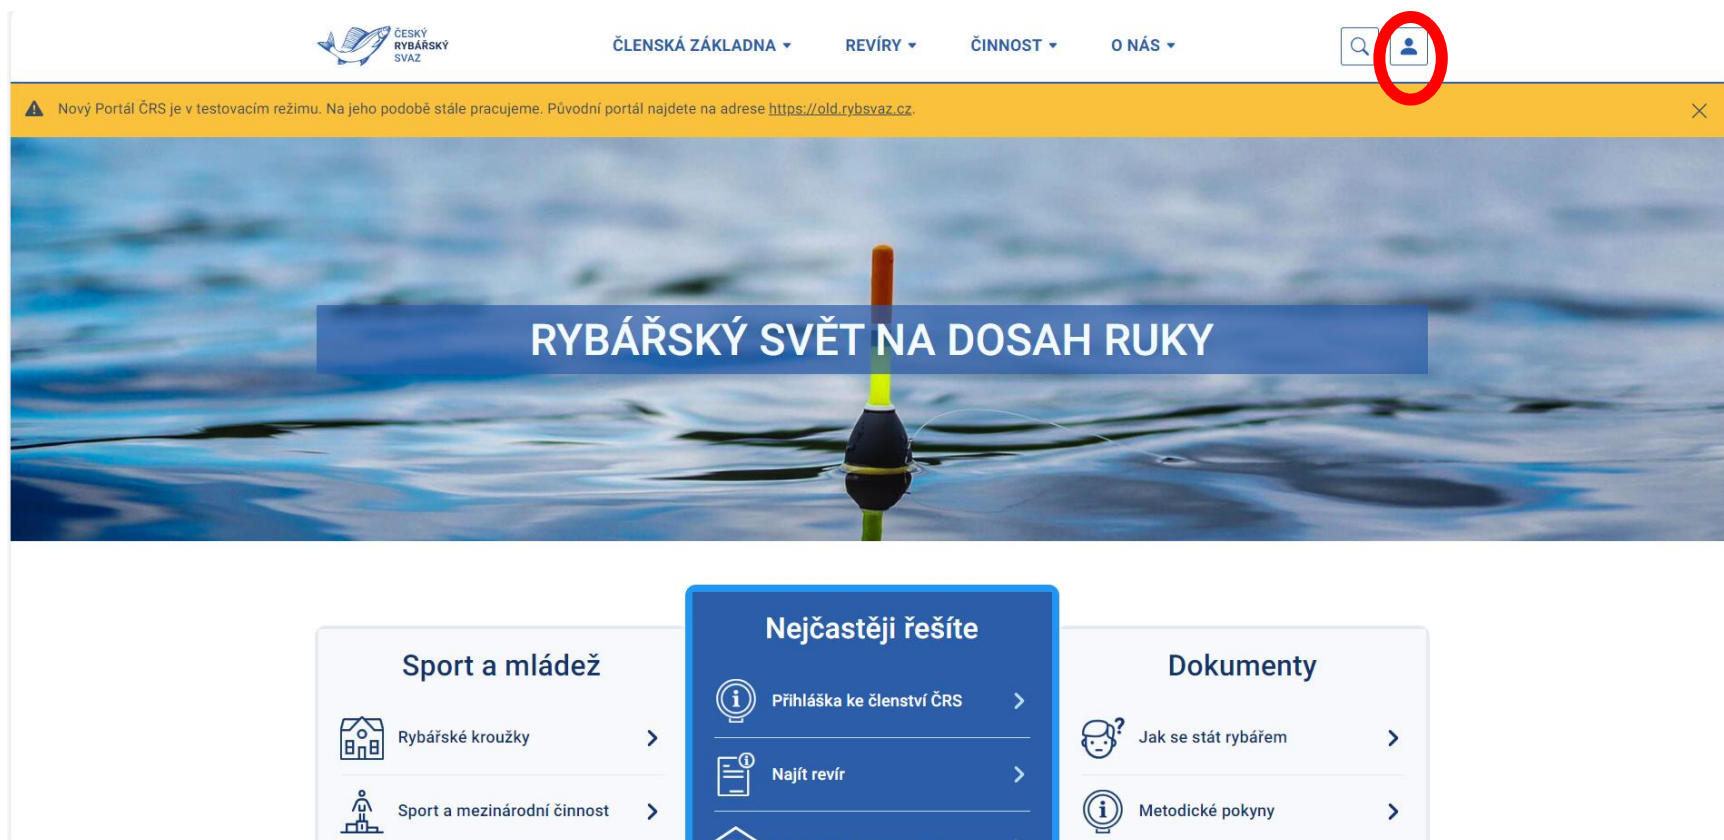 ČESKÝ
RYBÁŘSKÝ
SVAZ
ČLENSKÁ ZÁKLADNA
REVÍRY
ČINNOST
O NÁS
Nový Portál ČRS je v testovacím režimu. Na jeho podobě stále pracujeme. Původní portál najdete na adrese https://old.rybsvaz.cz.
RYBÁŘSKÝ SVĚT NA DOSAH RUKY
Sport a mládež
Rybářské kroužky
Sport a mezinárodní činnost
Nejčastěji řešíte
Přihláška ke členství ČRS
Najít revír
Dokumenty
Jak se stát rybářem
Metodické pokyny